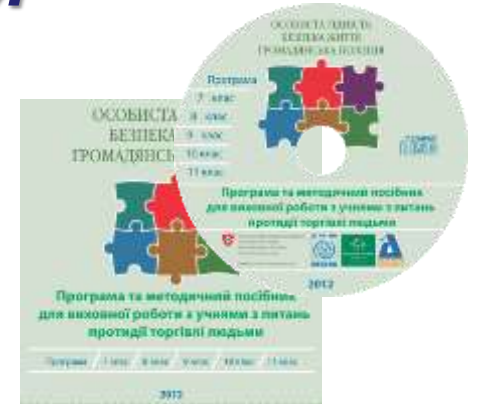 ОСОБИСТА ГІДНІСТЬ
БЕЗПЕКА ЖИТТЯ
ГРОМАДЯНСЬКА ПОЗИЦІЯ
Програма
7 клас
8 клас
9 клас
10 клас
11 клас
Програма та методичний посібник
для виховної роботи з учнями з питань
протидії торгівлі людьми
2012
ОСОБИСТА
БЕЗПЕКА
ГРОМАДЯНСЬ
Програма та методичний посібник
для виховної роботи з учнями з питань
протидії торгівлі людьми
Програма / 7 клас / 8 клас / 9 клас / 10 клас / 11 клас
2012